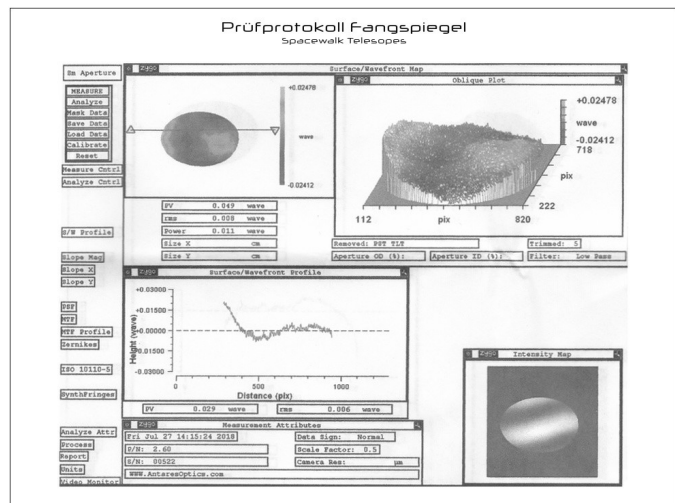 Prüfprotokoll Fangspiegel
Spacewalk Telesopes
Sm Aperture
MEASURE
Analyze
Mask Data
Save Data
Load Data
Calibrate
Reset
Measure Cntrl
Analyze Cntrl
S/W Profile
Slope Mag
Slope X
Slope Y
PSF
MTF
MTF Profile
Zernikes
ISO 10110-5
SynthFringes
Analyze Attr
Process
Report
Units
Video Monitor
zygo Surface/Wavefront Map
+0.02478
wave
-0.02412
PV 0.049 wave
rms 0.008 wave
Power 0.011 wave
Size X cm
Size Y cm
zygo Oblique Plot
+0.02478
wave
-0.02412
718
pix
222
112 pix 820
Removed: PST TLT Trimmed: 5
Aperture OD (%): Aperture ID (%): Filter: Low Pass
zygo Surface/Wavefront Profile
+0.03000
+0.01500
+0.00000
-0.01500
-0.03000
Height (wave)
0 500 1000
Distance (pix)
PV 0.029 wave rms 0.006 wave
zygo Measurement Attributes
Fri Jul 27 14:15:24 2018 Data Sign: Normal
P/N: 2.60 Scale Factor: 0.5
S/N: 00522 Camera Res: µm
WWW.AntaresOptics.com
zygo Intensity Map